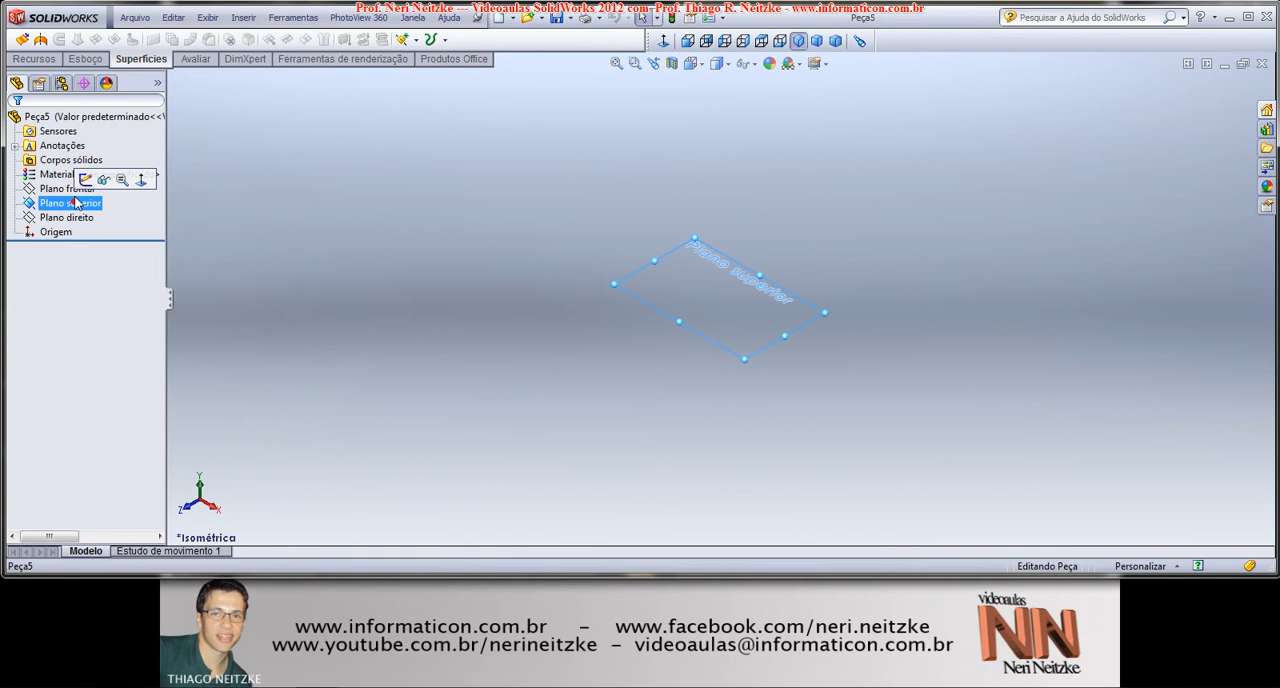 Prof. Neri Neitzke --- Videoaulas SolidWorks 2012 com- Prof. Thiago R. Neitzke - www.informaticon.com.br
SOLIDWORKS Arquivo Editar Exibir Inserir Ferramentas PhotoView 360 Janela Ajuda Peça5 Pesquisar a Ajuda do SolidWorks
Recursos Esboço Superfícies Avaliar DimXpert Ferramentas de renderização Produtos Office
Peça5 (Valor predeterminado<<V
Sensores
Anotações
Corpos sólidos
Material
Plano frontal
Plano superior
Plano direito
Origem
Plano superior
Y
Z
X
*Isométrica
Modelo Estudo de movimento 1
Peça5 Editando Peça Personalizar
www.informaticon.com.br - www.facebook.com/neri.neitzke
www.youtube.com.br/nerineitzke - videoaulas@informaticon.com.br
THIAGO NEITZKE
videoaulas
NN
Neri Neitzke